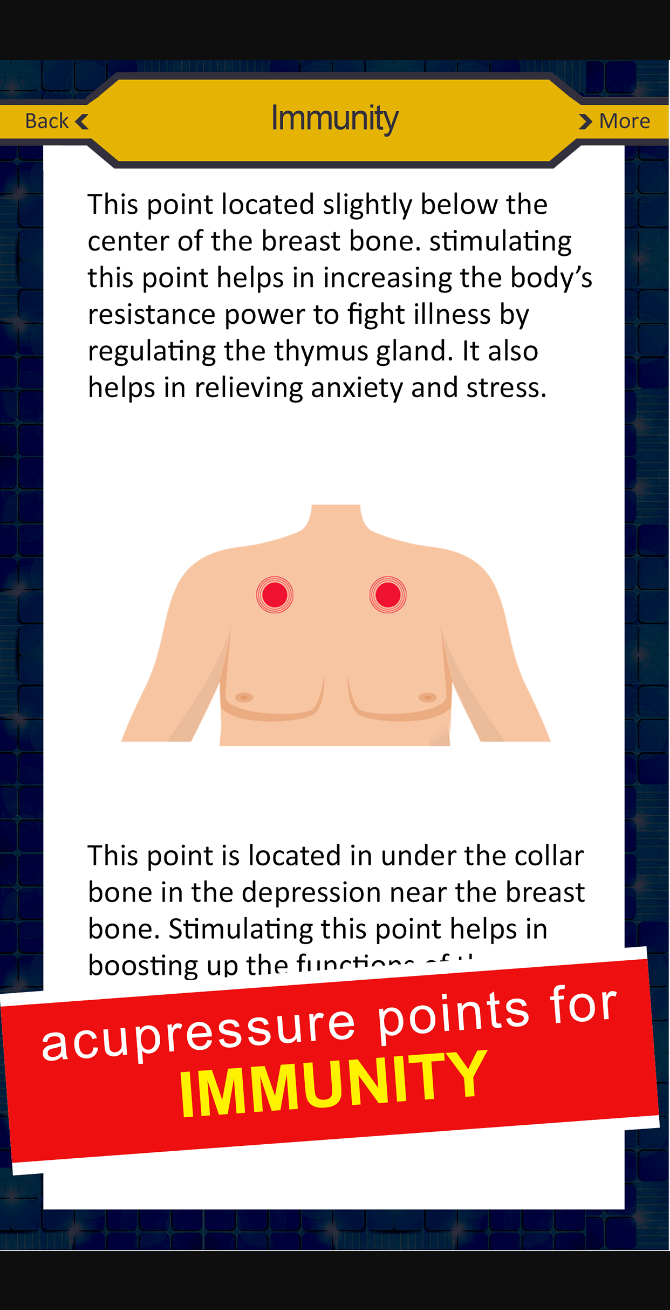 Immunity
Back
More
This point located slightly below the
center of the breast bone. stimulating
this point helps in increasing the body’s
resistance power to fight illness by
regulating the thymus gland. It also
helps in relieving anxiety and stress.
This point is located in under the collar
bone in the depression near the breast
bone. Stimulating this point helps in
boosting up the functions of
acupressure points for
IMMUNITY